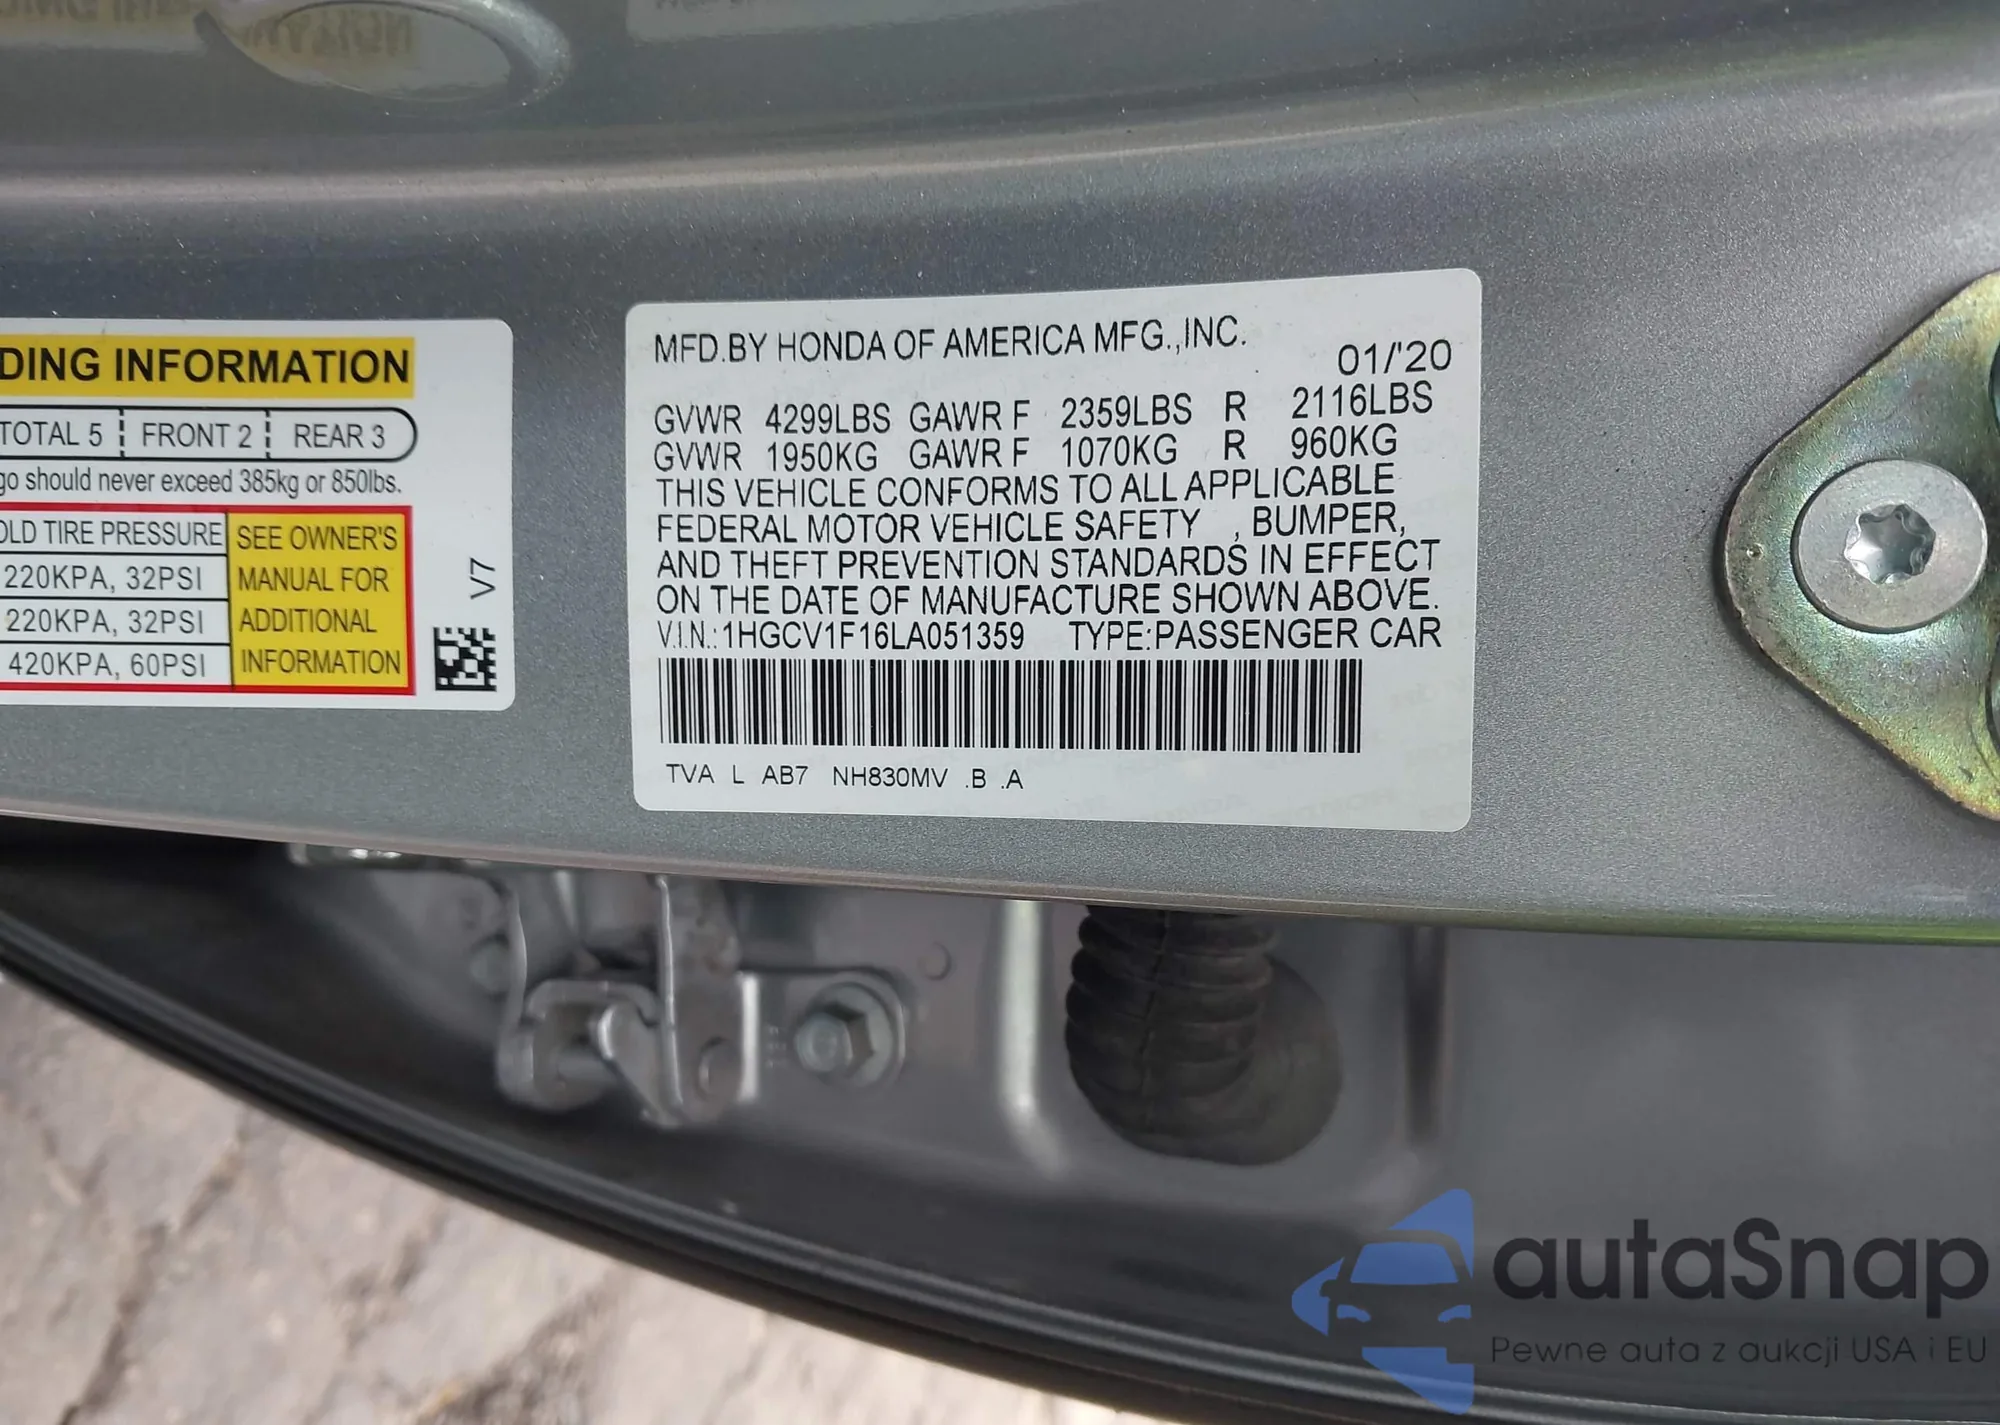 DING INFORMATION
TOTAL 5 FRONT 2 REAR 3
go should never exceed 385kg or 850lbs.
OLD TIRE PRESSURE
220KPA, 32PSI
220KPA, 32PSI
420KPA, 60PSI
SEE OWNER'S
MANUAL FOR
ADDITIONAL
INFORMATION
V7
MFD.BY HONDA OF AMERICA MFG.,INC. 01/'20
GVWR 4299LBS GAWR F 2359LBS R 2116LBS
GVWR 1950KG GAWR F 1070KG R 960KG
THIS VEHICLE CONFORMS TO ALL APPLICABLE
FEDERAL MOTOR VEHICLE SAFETY , BUMPER,
AND THEFT PREVENTION STANDARDS IN EFFECT
ON THE DATE OF MANUFACTURE SHOWN ABOVE.
V.I.N.:1HGCV1F16LA051359 TYPE:PASSENGER CAR
TVA L AB7 NH830MV .B .A
autaSnap
Pewne auta z aukcji USA i EU